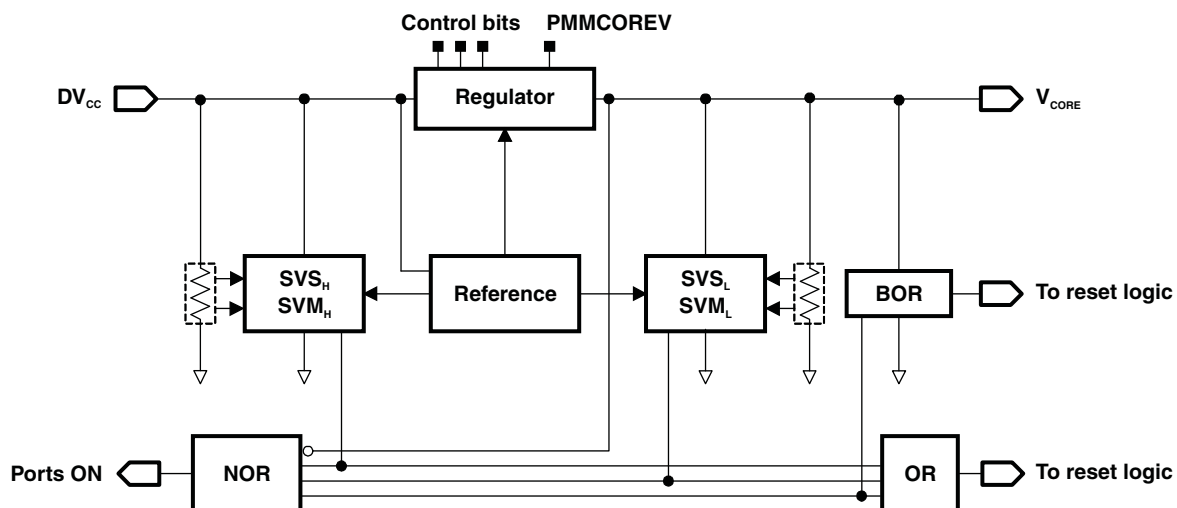 Control bits PMMCOREV
DVCC Regulator VCORE
SVSH
SVMH
Reference
SVSL
SVML
BOR To reset logic
Ports ON NOR OR To reset logic